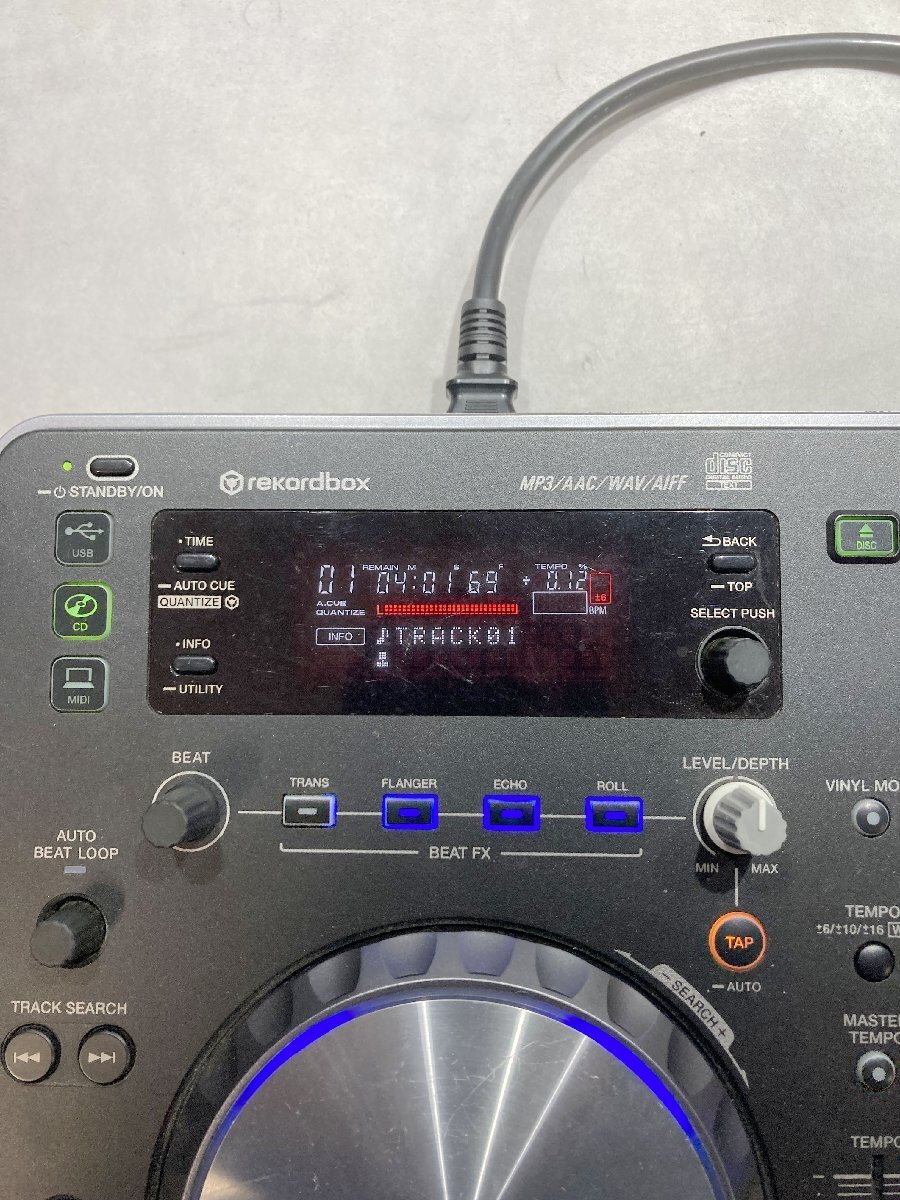 STANDBY/ON
rekordbox
MP3/AAC/WAV/AIFF
COMPACT
disc
DIGITAL AUDIO
TEXT
USB
CD
MIDI
• TIME
AUTO CUE
QUANTIZE
• INFO
UTILITY
REMAIN M S F
01 04:01 69
TEMPO %
+ 0.12
±6
A.CUE
QUANTIZE
BPM
INFO ♪TRACK01
BACK
TOP
SELECT PUSH
DISC
BEAT
TRANS FLANGER ECHO ROLL
BEAT FX
LEVEL/DEPTH
MIN MAX
TAP
AUTO
AUTO
BEAT LOOP
TRACK SEARCH
– SEARCH +
VINYL MO
TEMPO
±6/±10/±16
MASTE
TEMPO
TEMPO